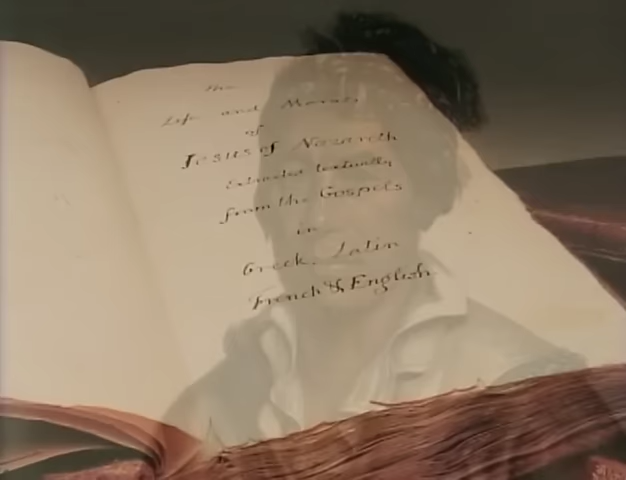 The
Life and Morals
of
Jesus of Nazareth
Extracted textually
from the Gospels
in
Greek, Latin
French & English